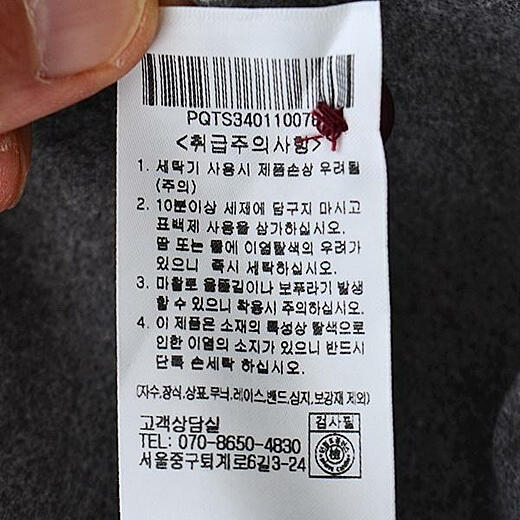 PQTS34011007
<취급주의사항>
1. 세탁기 사용시 제품손상 우려됨
(주의)
2. 10분이상 세제에 담구지 마시고
표백제 사용을 삼가하십시오.
땀 또는 물에 이염탈색의 우려가
있으니 즉시 세탁하십시오.
3. 마찰로 올뜯김이나 보푸라기 발생
할 수 있으니 착용시 주의하십시오.
4. 이 제품은 소재의 특성상 탈색으로
인한 이염의 소지가 있으니 반드시
단독 손세탁 하십시오.
(자수,장식,상표,무늬,레이스,밴드,심지,보강재 제외)
고객상담실
TEL: 070-8650-4830
서울중구퇴계로6길3-24
검사필